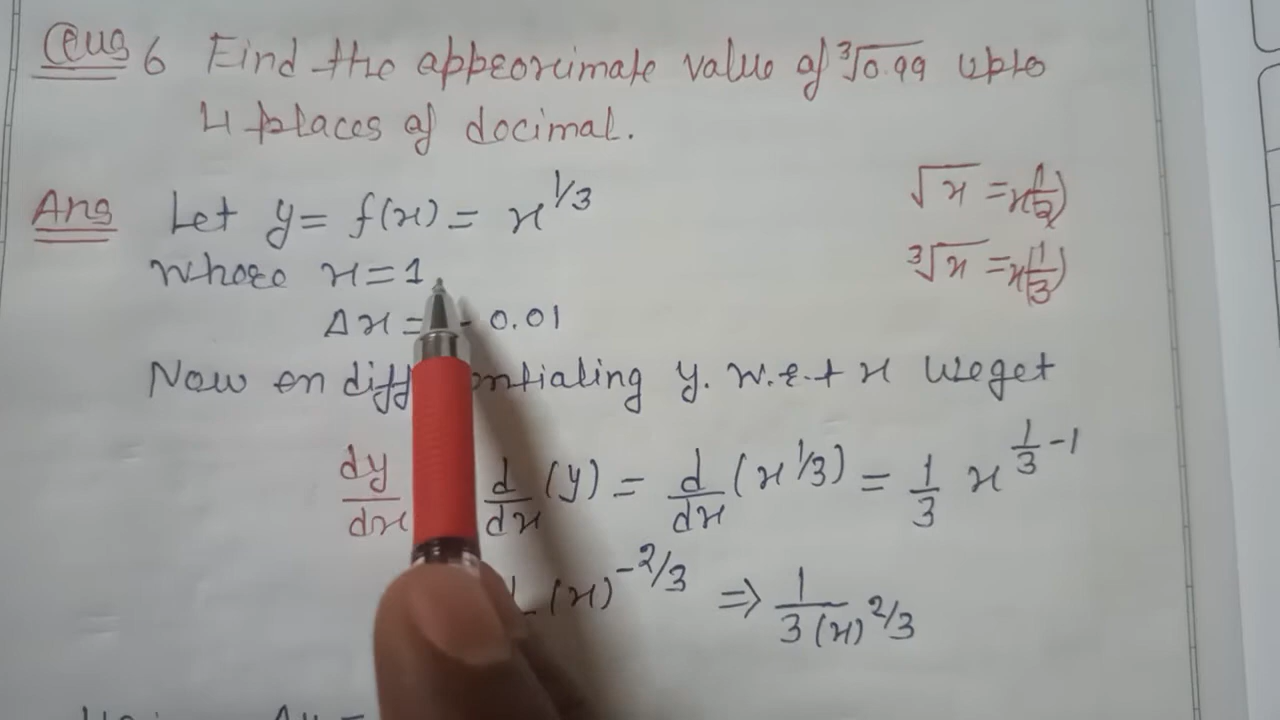 Ques 6 Find the approximate value of ∛0.99 upto
4 places of decimal.
Ans Let y = f(x) = x^1/3
√x = x(1/2)
Where x = 1
∛x = x(1/3)
Δx = - 0.01
Now on differentiating y. w.r.t x We get
dy/dx d/dx (y) = d/dx (x^1/3) = 1/3 x^1/3 - 1
(x)^-2/3 ⇒ 1/3(x)^2/3